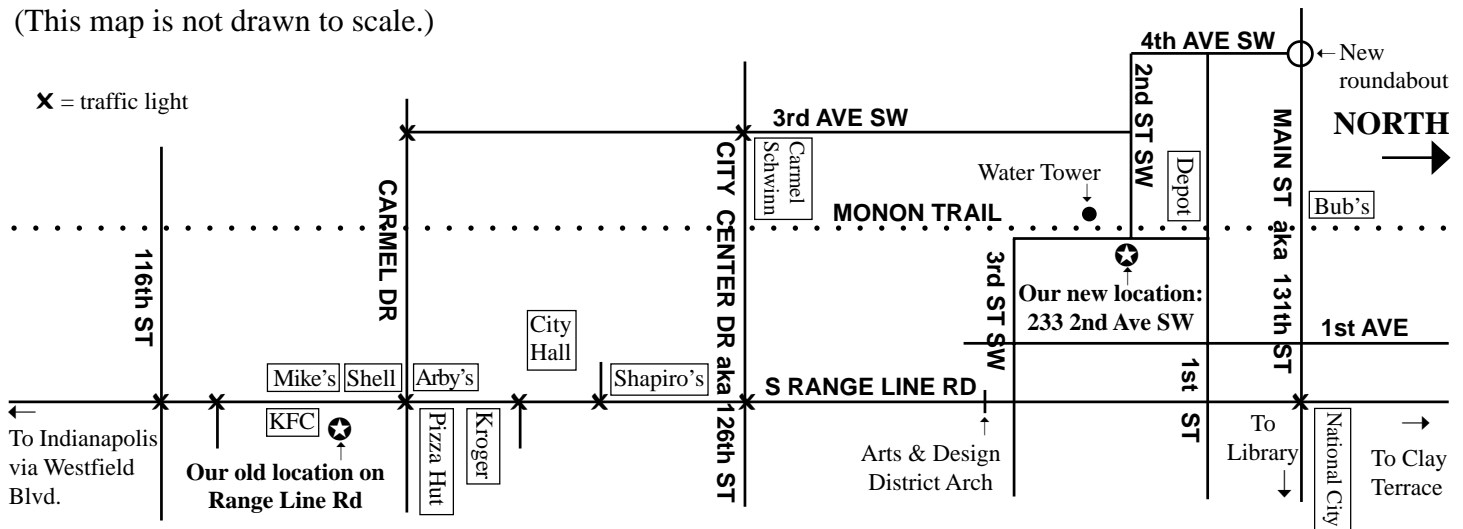 (This map is not drawn to scale.)
X = traffic light
4th AVE SW
New
roundabout
NORTH
3rd AVE SW
2nd ST SW
MAIN ST aka 131th ST
Carmel
Schwinn
Depot
Water Tower
CARMEL DR
CITY CENTER DR aka 126th ST
MONON TRAIL
Bub's
116th ST
3rd ST SW
Our new location:
233 2nd Ave SW
City
Hall
1st AVE
Mike's
Shell
Arby's
Shapiro's
S RANGE LINE RD
1st ST
KFC
Pizza Hut
Kroger
To Indianapolis
via Westfield
Blvd.
Our old location on
Range Line Rd
Arts & Design
District Arch
To
Library
National City
To Clay
Terrace